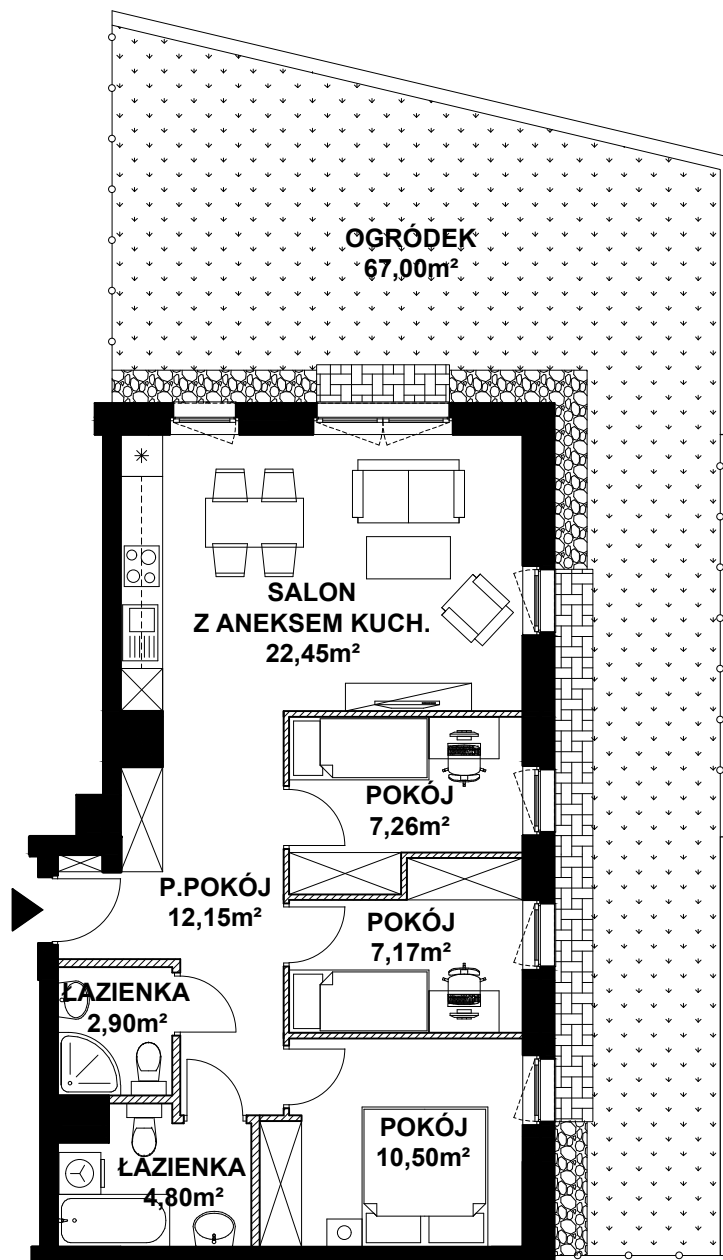 OGRÓDEK
67,00m²
SALON
Z ANEKSEM KUCH.
22,45m²
POKÓJ
7,26m²
P.POKÓJ
12,15m²
POKÓJ
7,17m²
ŁAZIENKA
2,90m²
POKÓJ
10,50m²
ŁAZIENKA
4,80m²